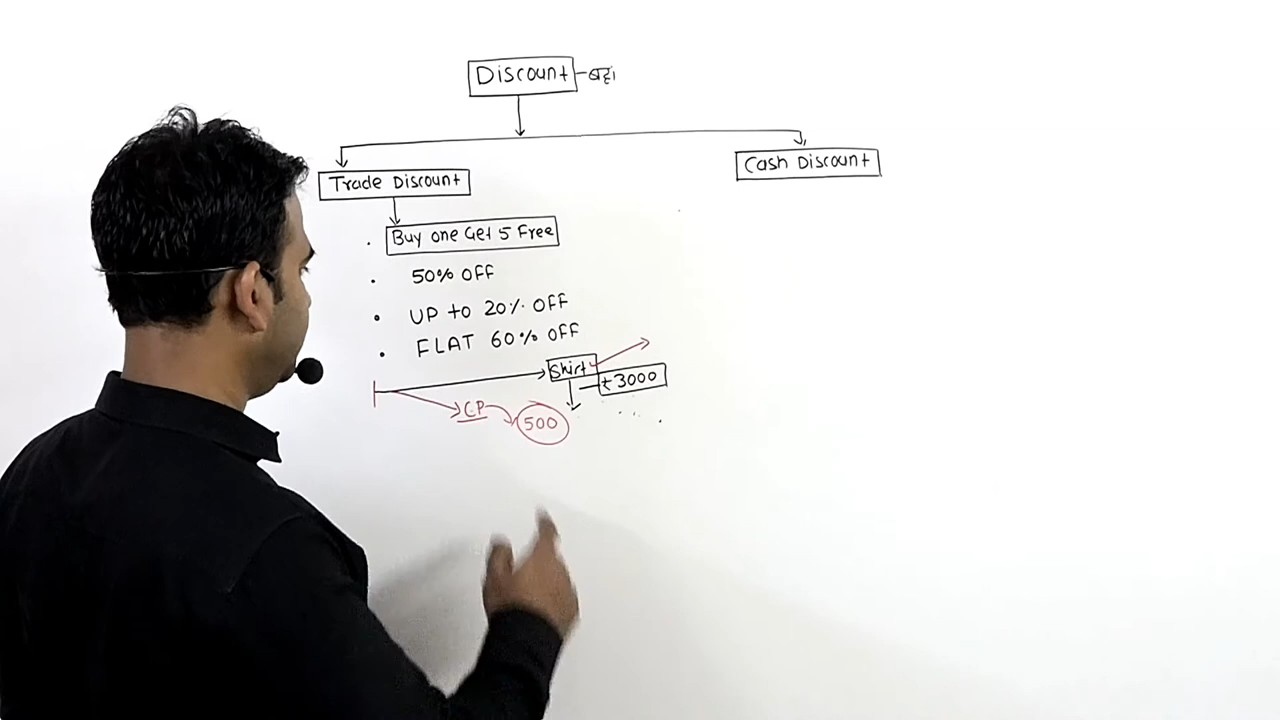 Discount - बट्टा
Trade Discount
Cash Discount
Buy one Get 5 Free
50% OFF
UP to 20% OFF
FLAT 60% OFF
Shirt
₹3000
C.P
500